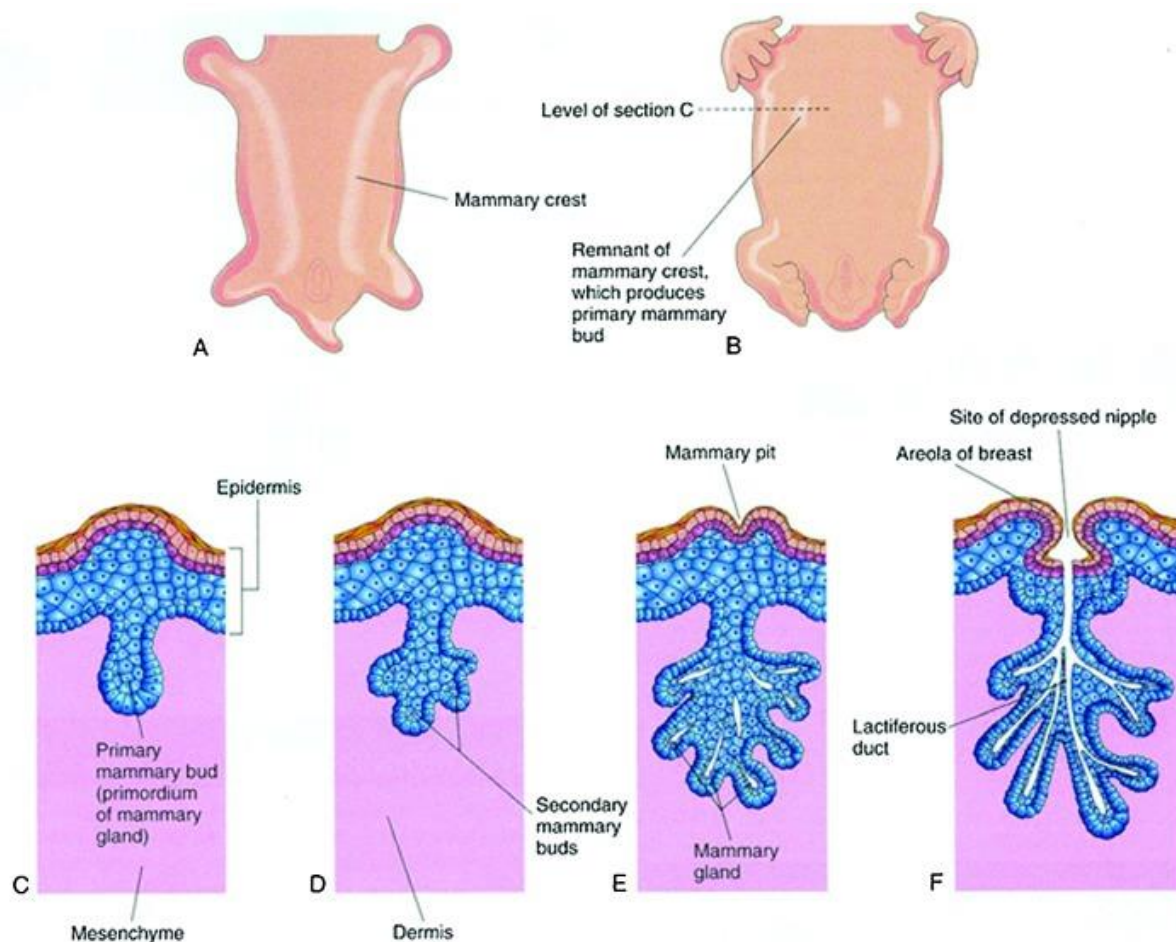 Mammary crest
A
Level of section C
Remnant of
mammary crest,
which produces
primary mammary
bud
B
Epidermis
Primary
mammary bud
(primordium
of mammary
gland)
C
Mesenchyme
Secondary
mammary
buds
D
Dermis
Mammary pit
Mammary
gland
E
Site of depressed nipple
Areola of breast
Lactiferous
duct
F